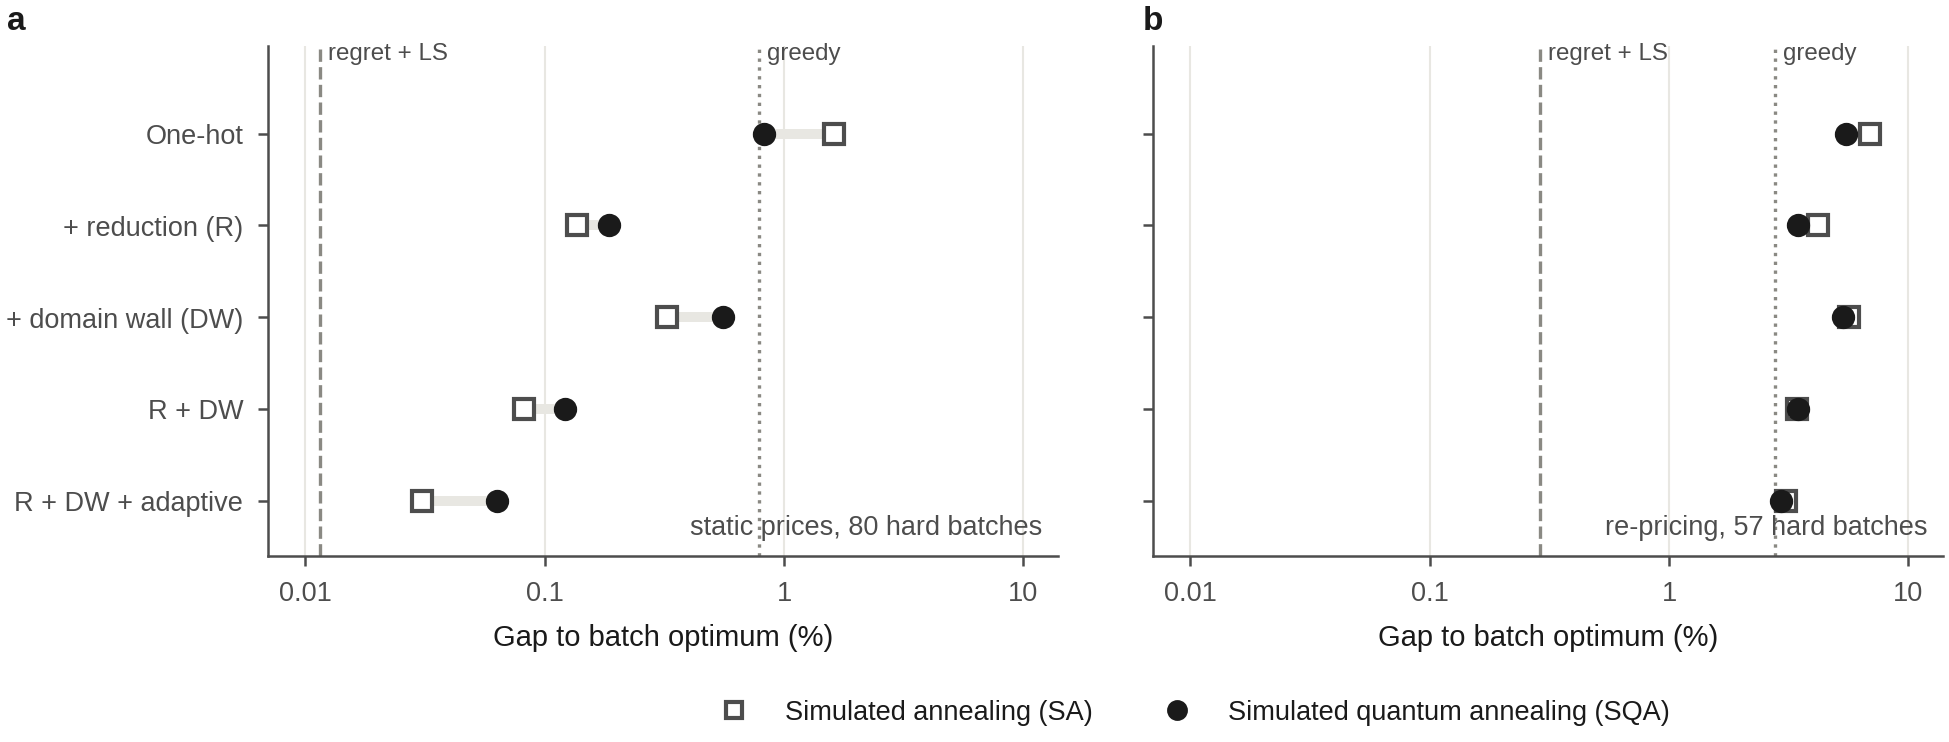 a
regret + LS
greedy
One-hot
+ reduction (R)
+ domain wall (DW)
R + DW
R + DW + adaptive
static prices, 80 hard batches
0.01
0.1
1
10
Gap to batch optimum (%)
b
regret + LS
greedy
re-pricing, 57 hard batches
0.01
0.1
1
10
Gap to batch optimum (%)
Simulated annealing (SA)
Simulated quantum annealing (SQA)